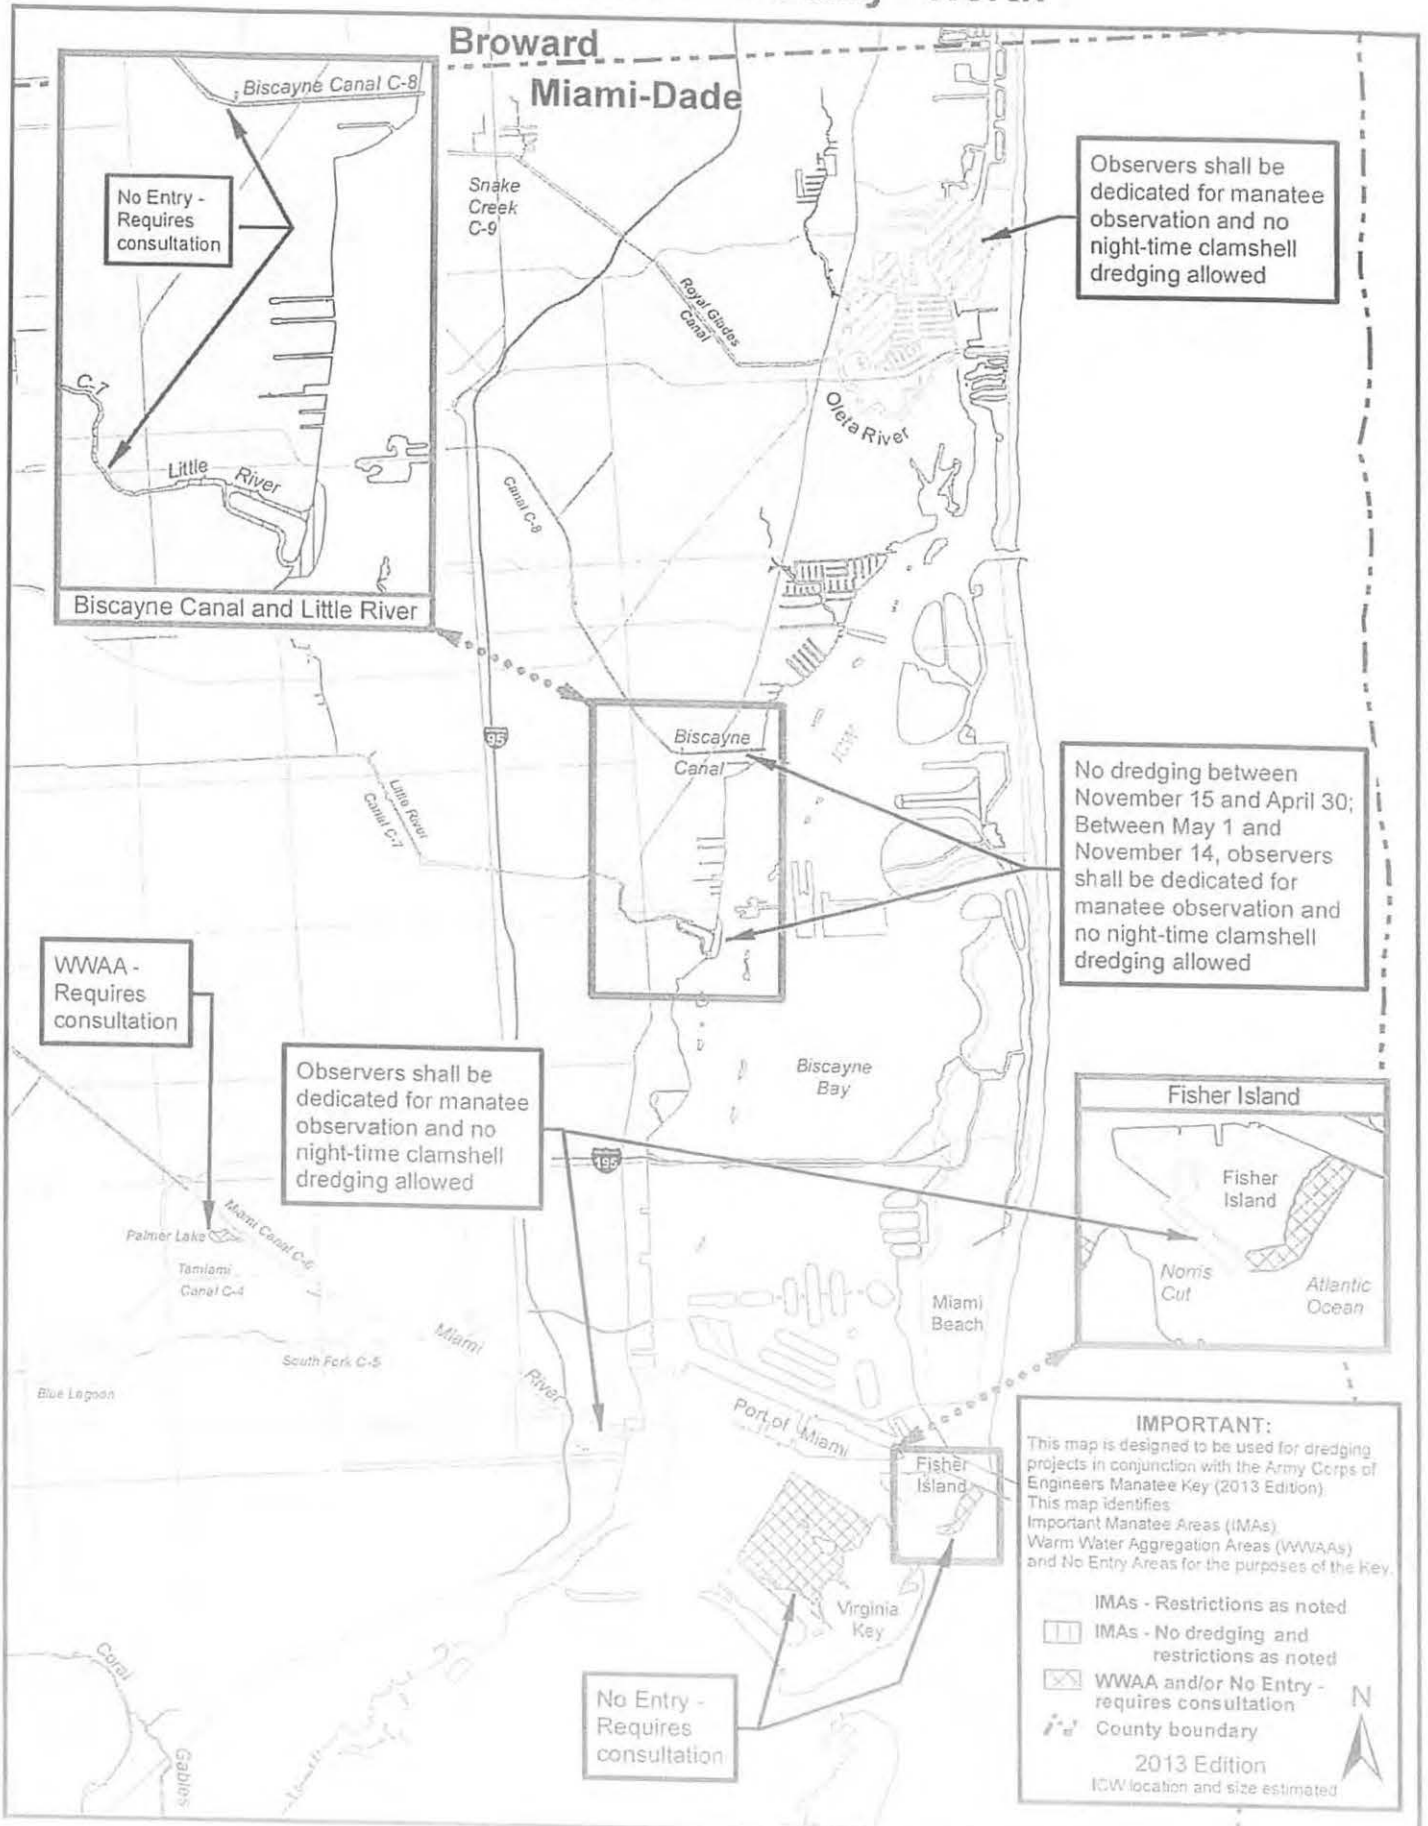 Broward
Miami-Dade
Biscayne Canal C-8
No Entry -
Requires
consultation
C-7
Little River
Biscayne Canal and Little River
Snake
Creek
C-9
Royal Glades
Canal
Oleta River
Observers shall be
dedicated for manatee
observation and no
night-time clamshell
dredging allowed
Canal C-8
95
Biscayne
Canal
ICW
Little River
Canal C-7
No dredging between
November 15 and April 30;
Between May 1 and
November 14, observers
shall be dedicated for
manatee observation and
no night-time clamshell
dredging allowed
WWAA -
Requires
consultation
Observers shall be
dedicated for manatee
observation and no
night-time clamshell
dredging allowed
Biscayne
Bay
195
Fisher Island
Fisher
Island
Norris
Cut
Atlantic
Ocean
Palmer Lake
Miami Canal C-6
Tamiami
Canal C-4
Miami
River
South Fork C-5
Blue Lagoon
Miami
Beach
Port of Miami
Fisher
Island
Virginia
Key
Coral
Gables
No Entry -
Requires
consultation
IMPORTANT:
This map is designed to be used for dredging
projects in conjunction with the Army Corps of
Engineers Manatee Key (2013 Edition)
This map identifies
Important Manatee Areas (IMAs)
Warm Water Aggregation Areas (WWAAs)
and No Entry Areas for the purposes of the Key.
IMAs - Restrictions as noted
IMAs - No dredging and
restrictions as noted
WWAA and/or No Entry -
requires consultation
County boundary
N
2013 Edition
ICW location and size estimated